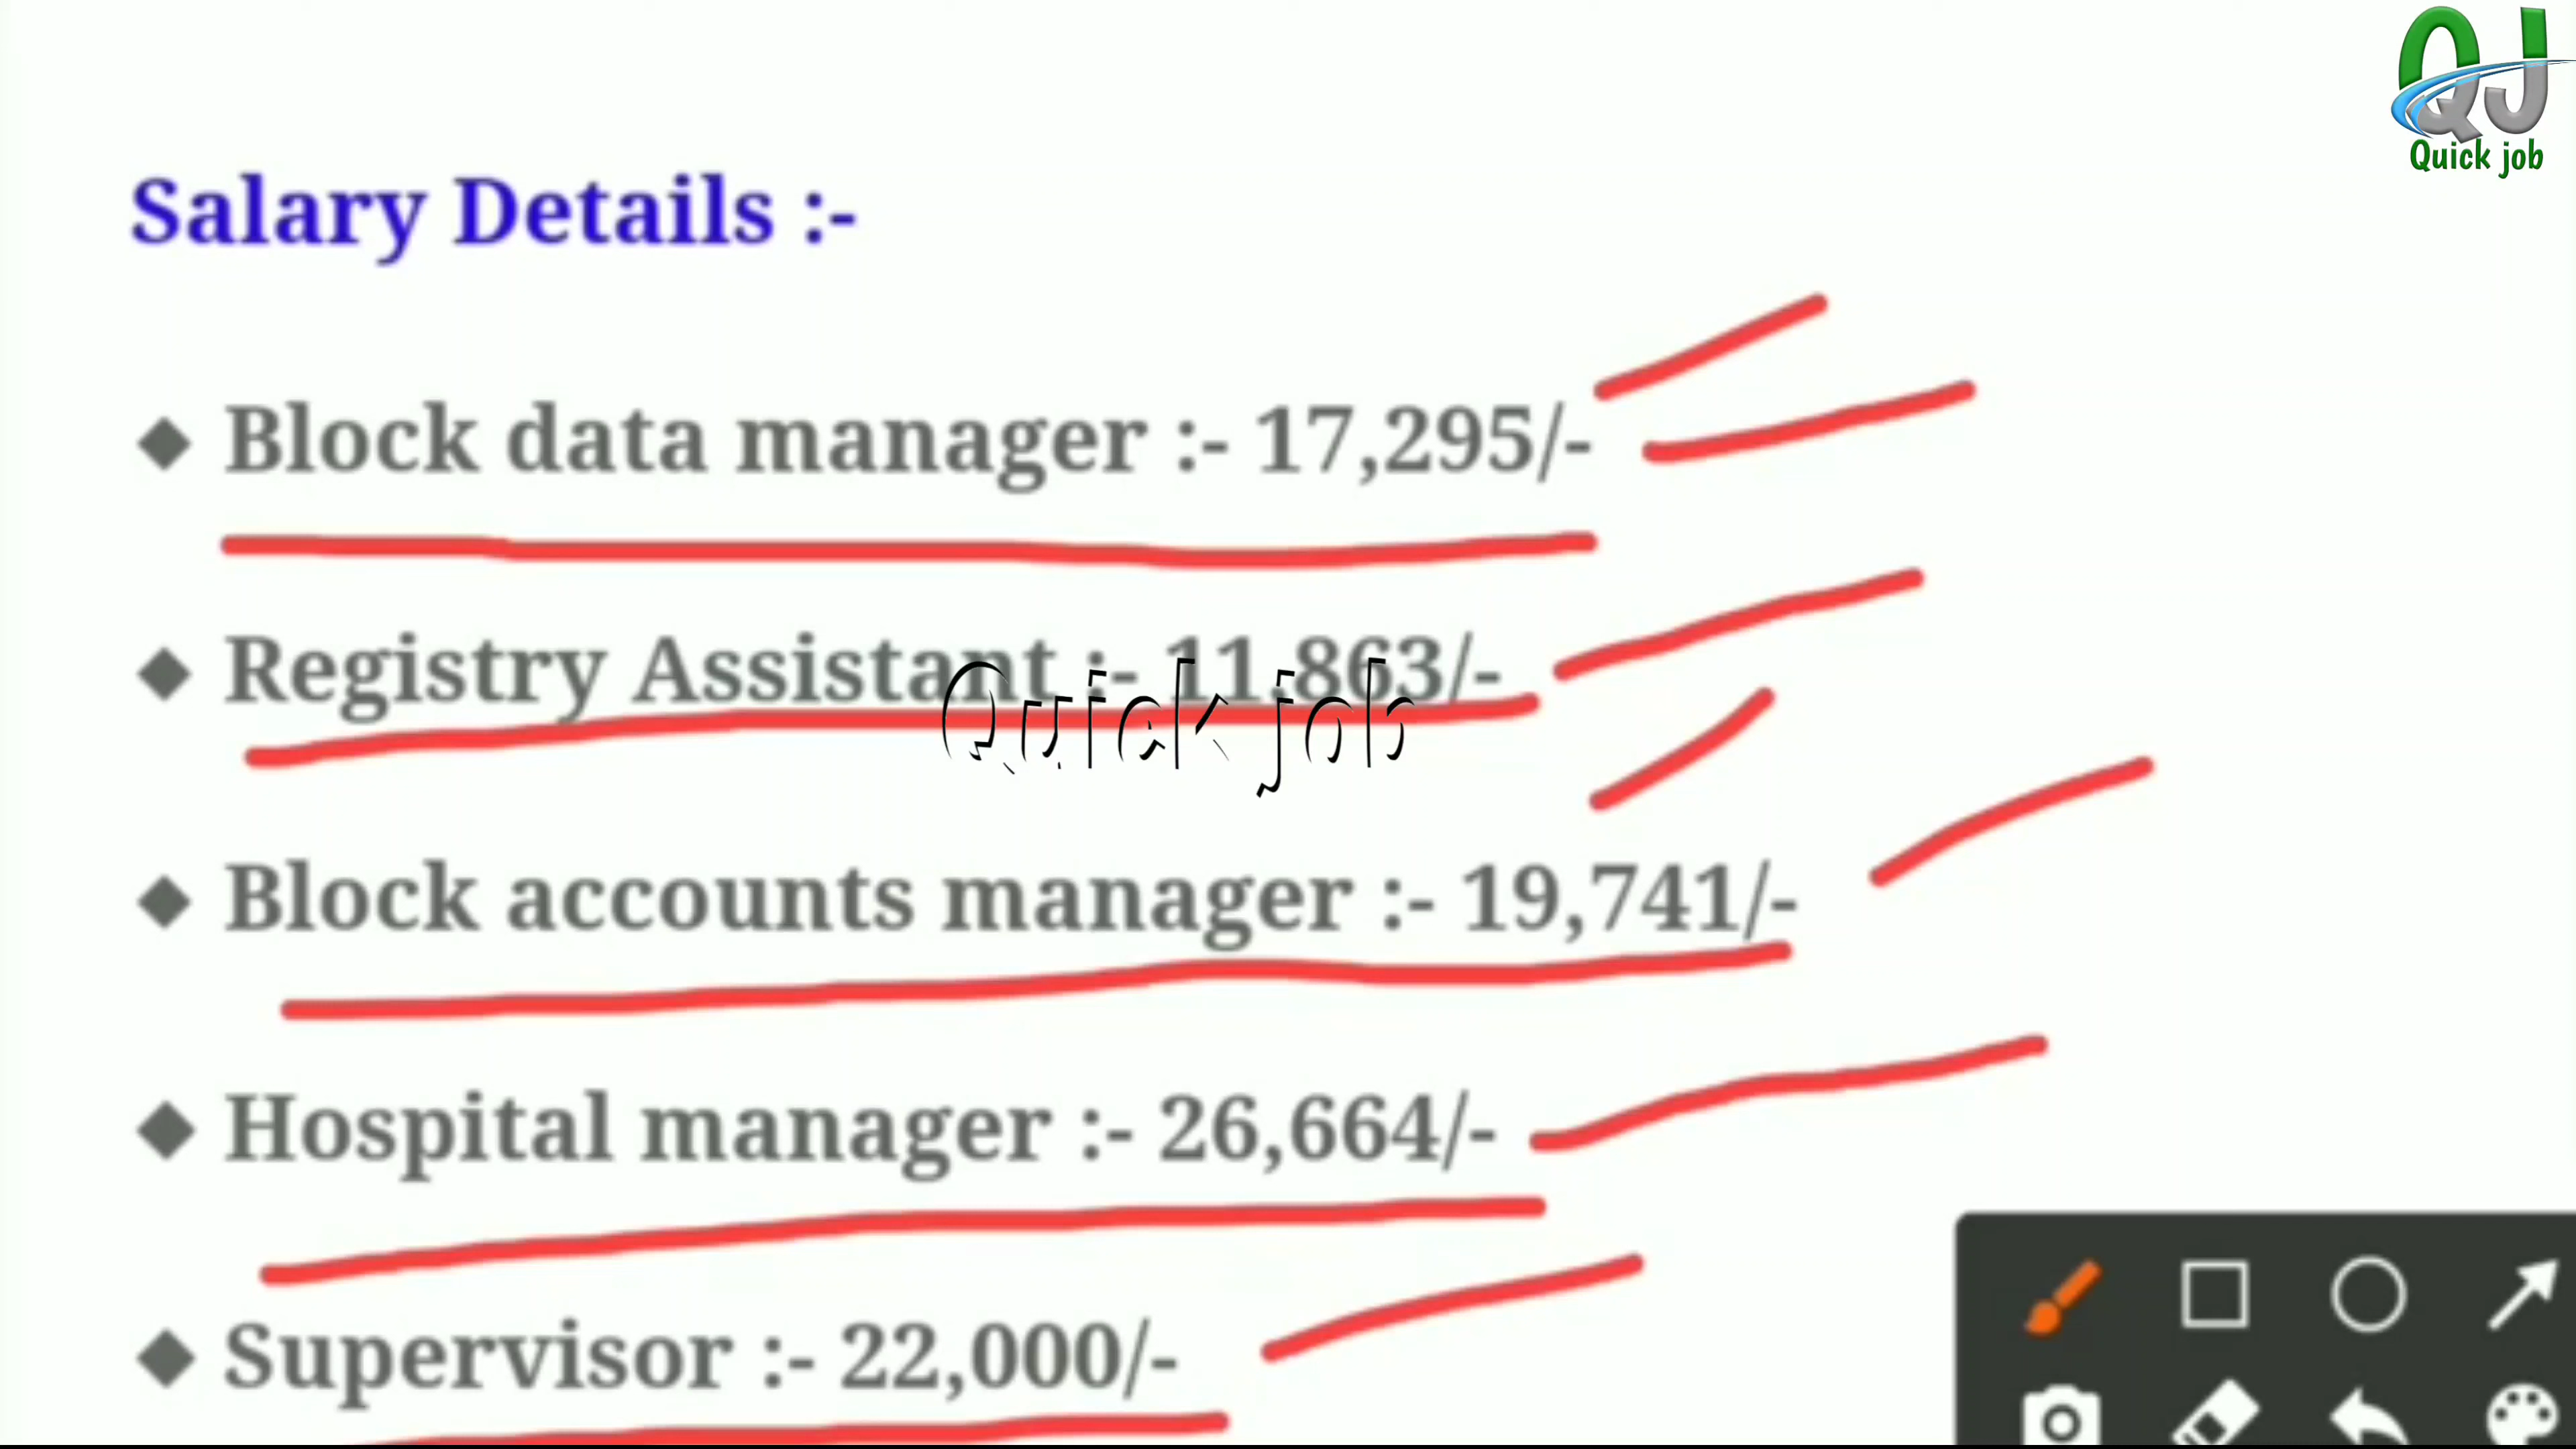 QJ
Quick job
Salary Details :-
◆ Block data manager :- 17,295/-
◆ Registry Assistant :- 11,863/-
Quick job
◆ Block accounts manager :- 19,741/-
◆ Hospital manager :- 26,664/-
◆ Supervisor :- 22,000/-